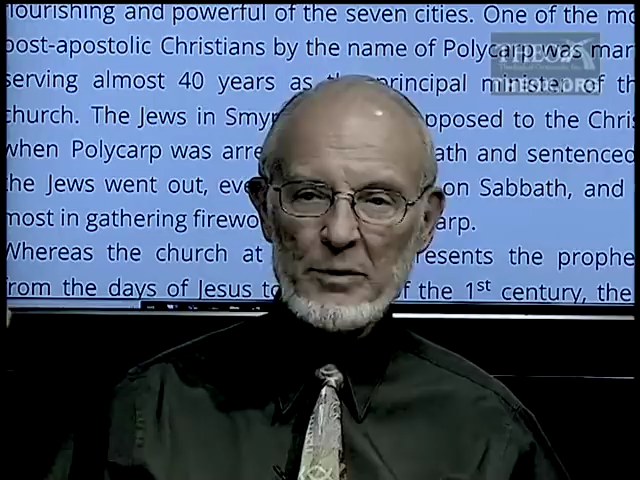 flourishing and powerful of the seven cities. One of the mo
post-apostolic Christians by the name of Polycarp was mar
serving almost 40 years as principal minister of th
church. The Jews in Smyr pposed to the Chris
when Polycarp was arre ath and sentenced
the Jews went out, eve on Sabbath, and
most in gathering firewo arp.
Whereas the church at resents the prophe
from the days of Jesus to f the 1st century, the
THESU.ORG